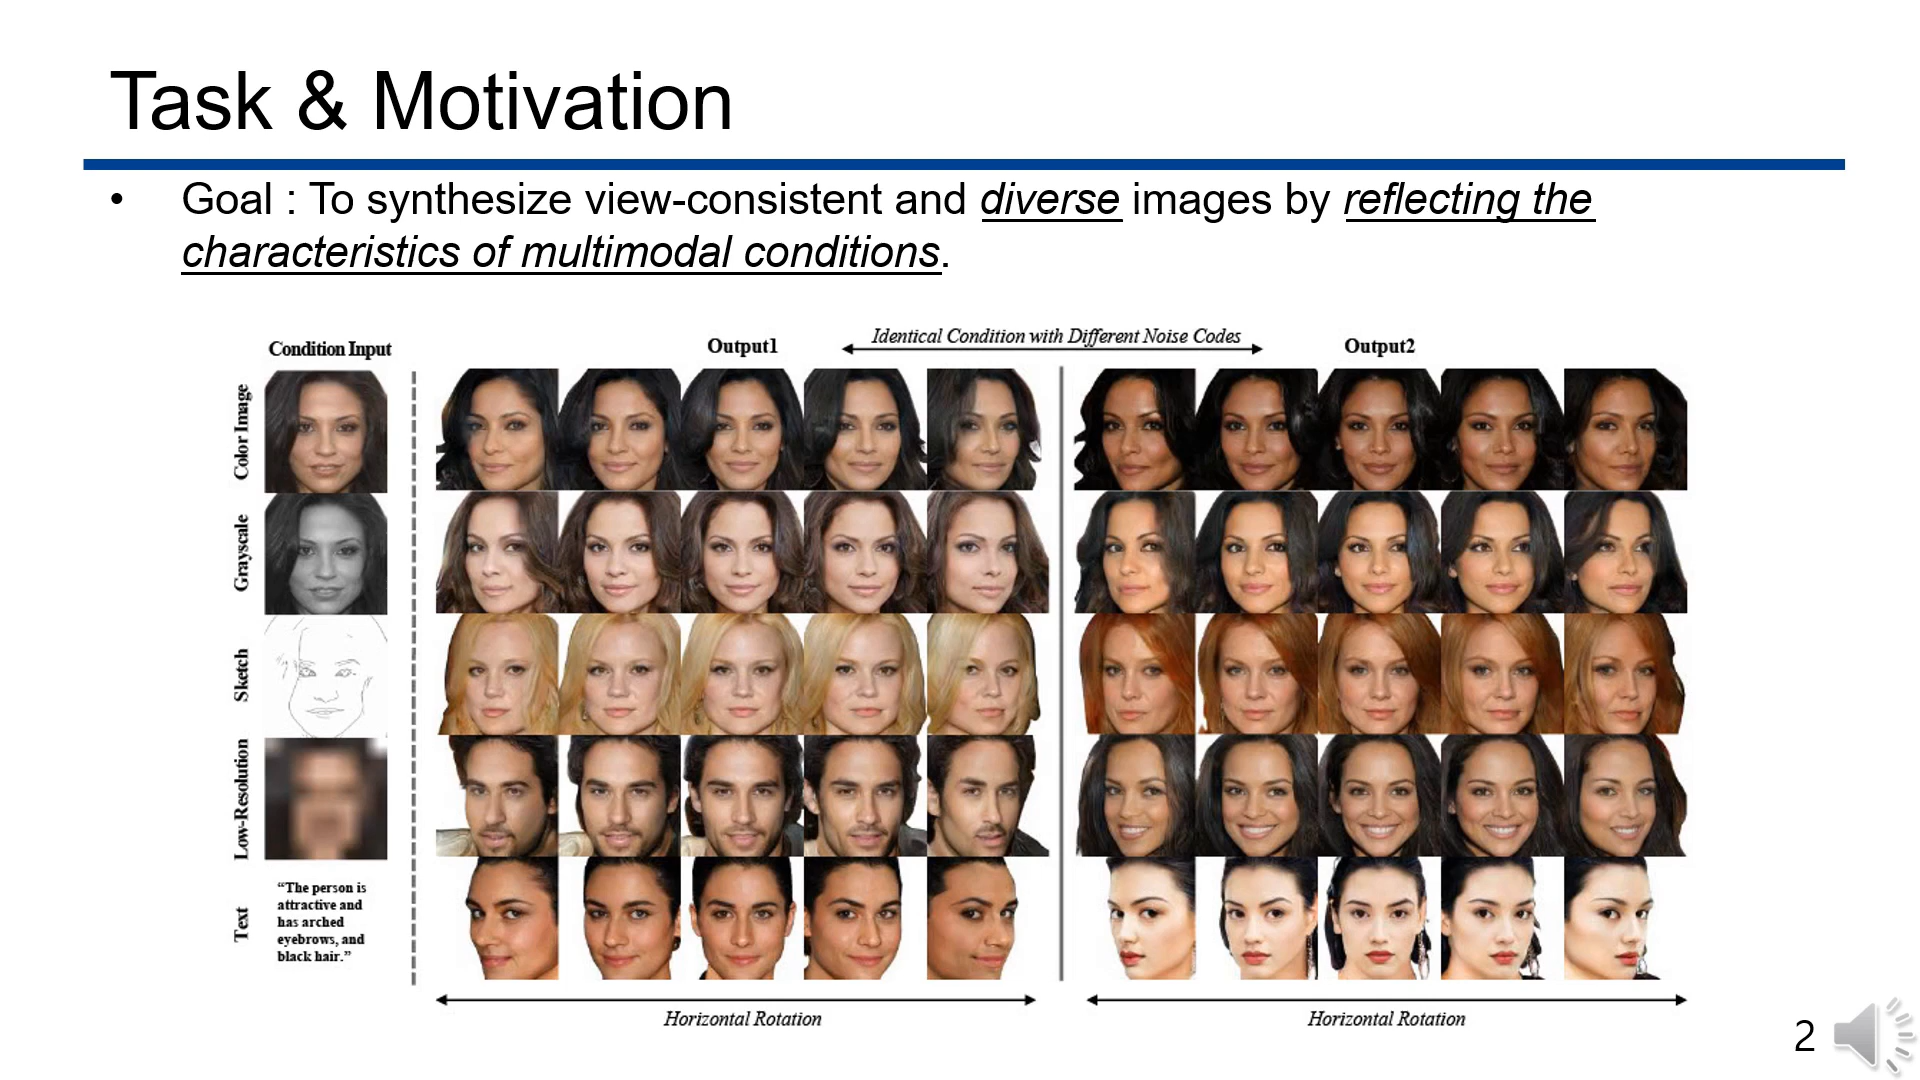 Task & Motivation
• Goal : To synthesize view-consistent and diverse images by reflecting the
characteristics of multimodal conditions.
Condition Input
Output1
Identical Condition with Different Noise Codes
Output2
Color Image
Grayscale
Sketch
Low-Resolution
Text
“The person is
attractive and
has arched
eyebrows, and
black hair.”
Horizontal Rotation
Horizontal Rotation
2